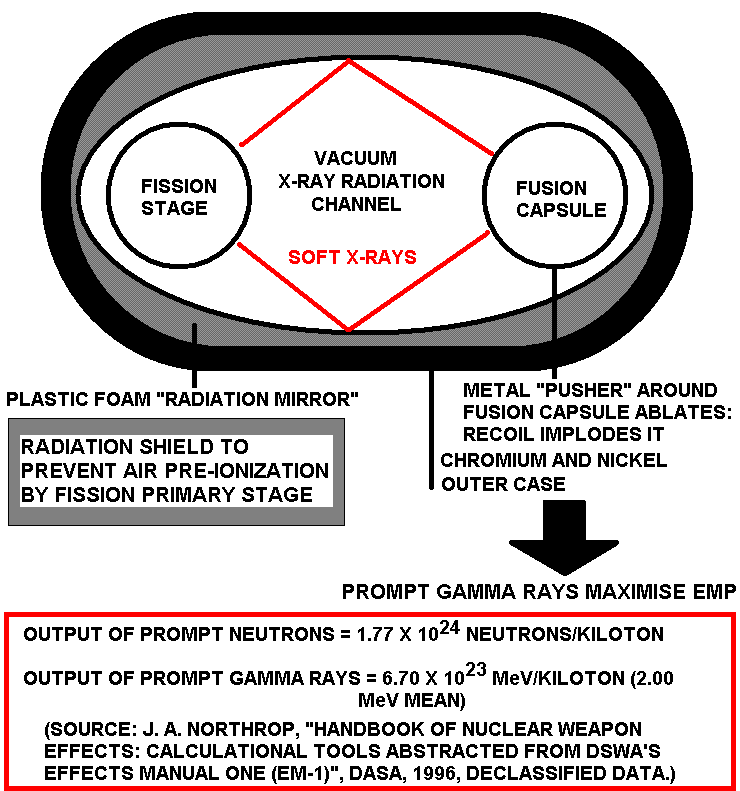 FISSION
STAGE
VACUUM
X-RAY RADIATION
CHANNEL
FUSION
CAPSULE
SOFT X-RAYS
PLASTIC FOAM "RADIATION MIRROR"
METAL "PUSHER" AROUND
FUSION CAPSULE ABLATES:
RECOIL IMPLODES IT
RADIATION SHIELD TO
PREVENT AIR PRE-IONIZATION
BY FISSION PRIMARY STAGE
CHROMIUM AND NICKEL
OUTER CASE
PROMPT GAMMA RAYS MAXIMISE EMP
OUTPUT OF PROMPT NEUTRONS = 1.77 X 10^24 NEUTRONS/KILOTON
OUTPUT OF PROMPT GAMMA RAYS = 6.70 X 10^23 MeV/KILOTON (2.00
MeV MEAN)
(SOURCE: J. A. NORTHROP, "HANDBOOK OF NUCLEAR WEAPON
EFFECTS: CALCULATIONAL TOOLS ABSTRACTED FROM DSWA'S
EFFECTS MANUAL ONE (EM-1)", DASA, 1996, DECLASSIFIED DATA.)